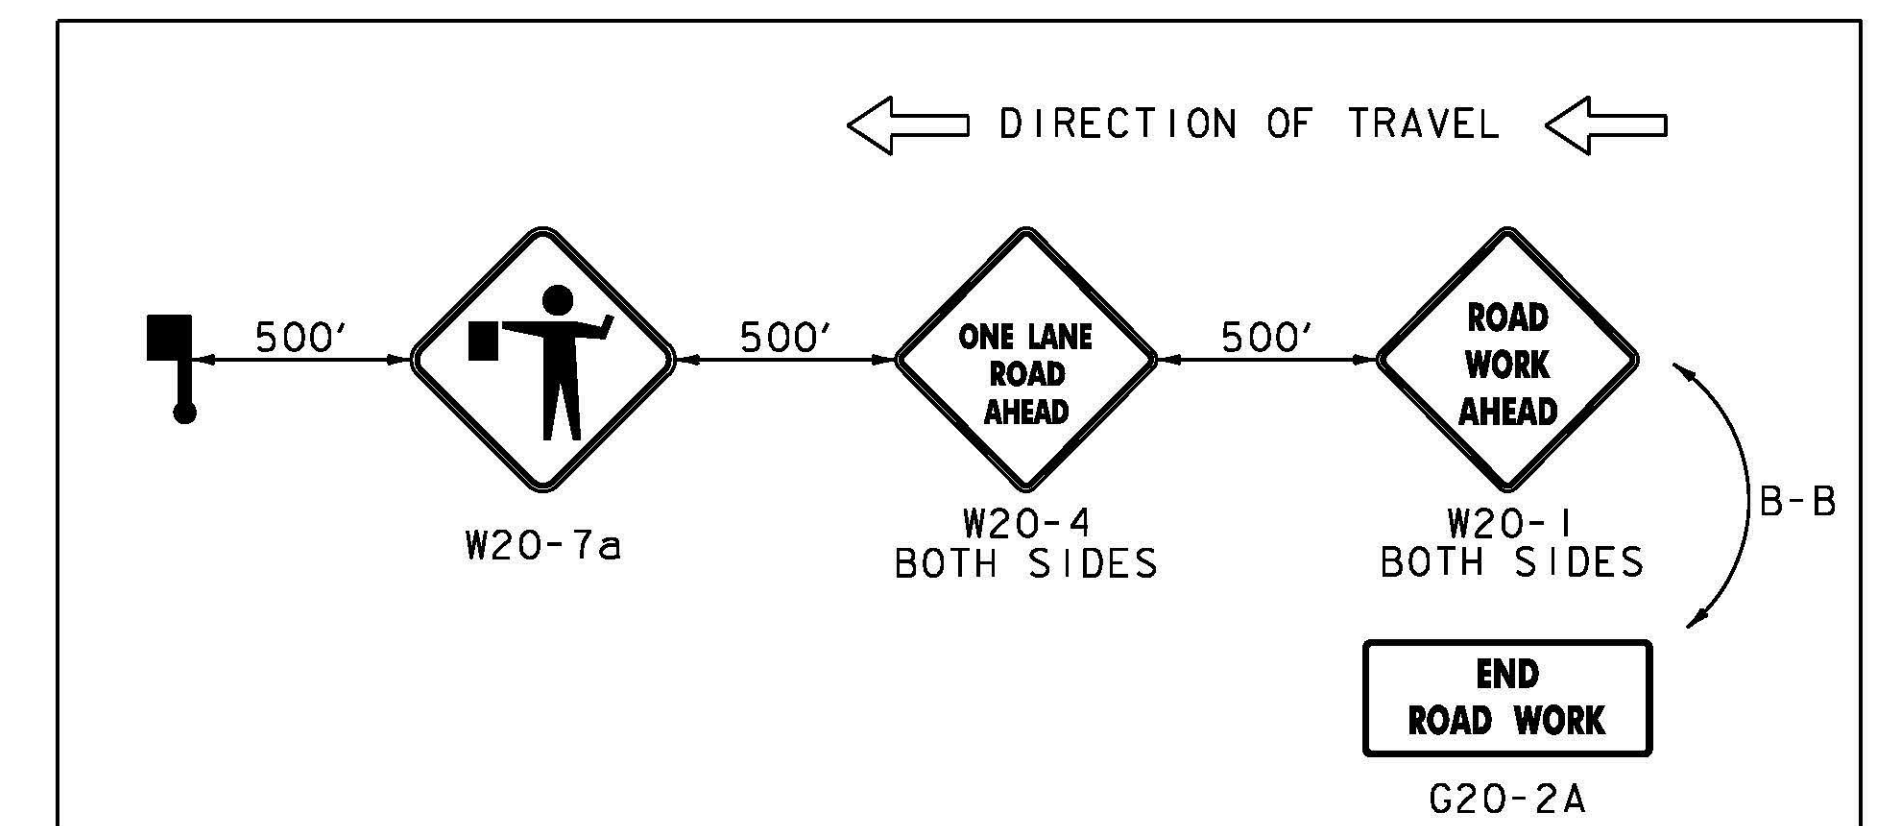 DIRECTION OF TRAVEL
500'
500'
500'
ONE LANE
ROAD
AHEAD
ROAD
WORK
AHEAD
W20-7a
W20-4
BOTH SIDES
W20-1
BOTH SIDES
B-B
END
ROAD WORK
G20-2A